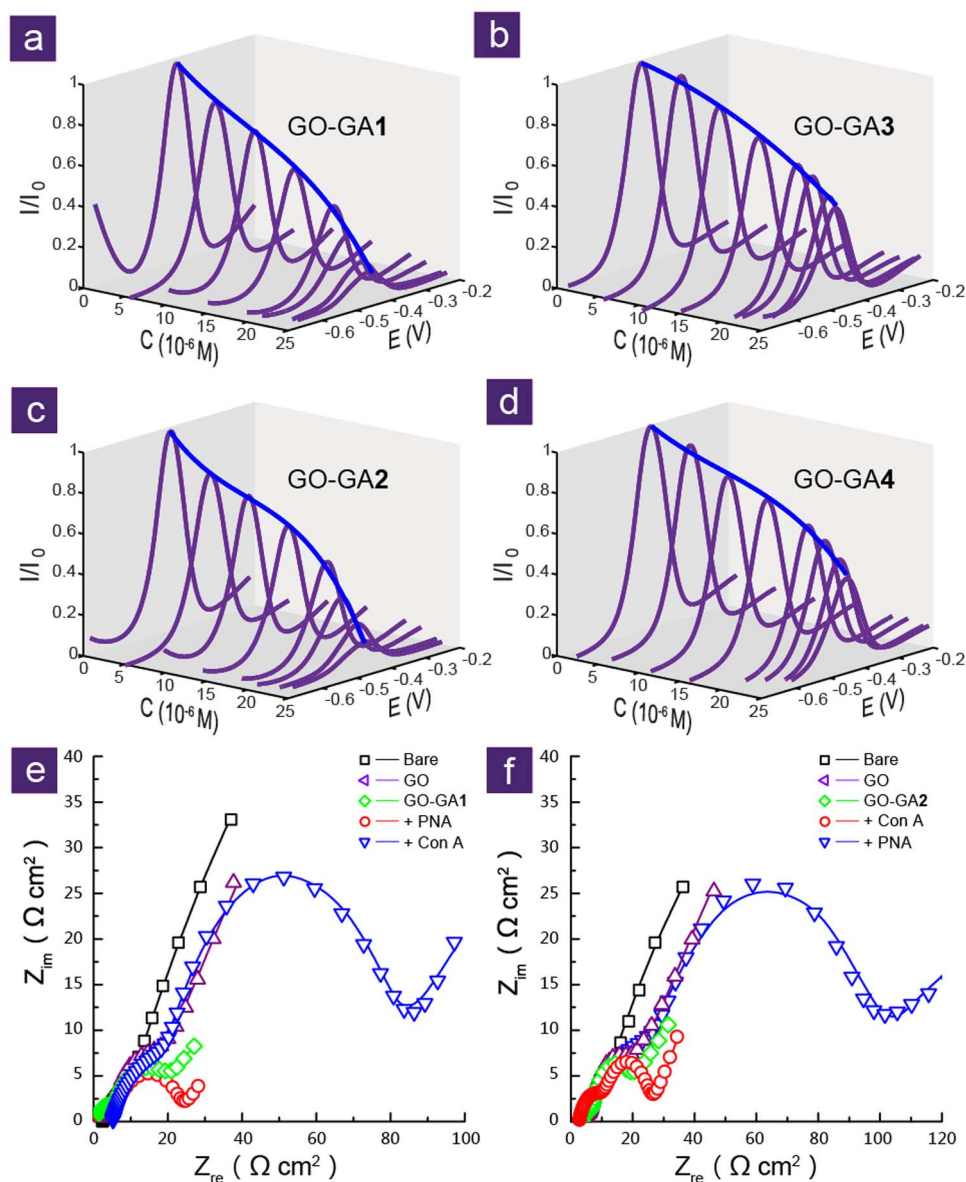 a
GO-GA1
I/I0
1
0.8
0.6
0.4
0.2
0
0
5
10
15
20
25
C (10-6 M)
-0.6
-0.5
-0.4
-0.3
-0.2
E (V)
b
GO-GA3
I/I0
1
0.8
0.6
0.4
0.2
0
0
5
10
15
20
25
C (10-6 M)
-0.6
-0.5
-0.4
-0.3
-0.2
E (V)
c
GO-GA2
I/I0
1
0.8
0.6
0.4
0.2
0
5
10
15
20
25
C (10-6 M)
-0.6
-0.5
-0.4
-0.3
-0.2
E (V)
d
GO-GA4
I/I0
1
0.8
0.6
0.4
0.2
0
5
10
15
20
25
C (10-6 M)
-0.6
-0.5
-0.4
-0.3
-0.2
E (V)
e
Bare
GO
GO-GA1
+ PNA
+ Con A
40
35
30
25
20
15
10
5
0
Zim ( Ω cm2)
0
20
40
60
80
100
Zre ( Ω cm2)
f
Bare
GO
GO-GA2
+ Con A
+ PNA
40
35
30
25
20
15
10
5
0
Zim ( Ω cm2)
0
20
40
60
80
100
120
Zre ( Ω cm2)